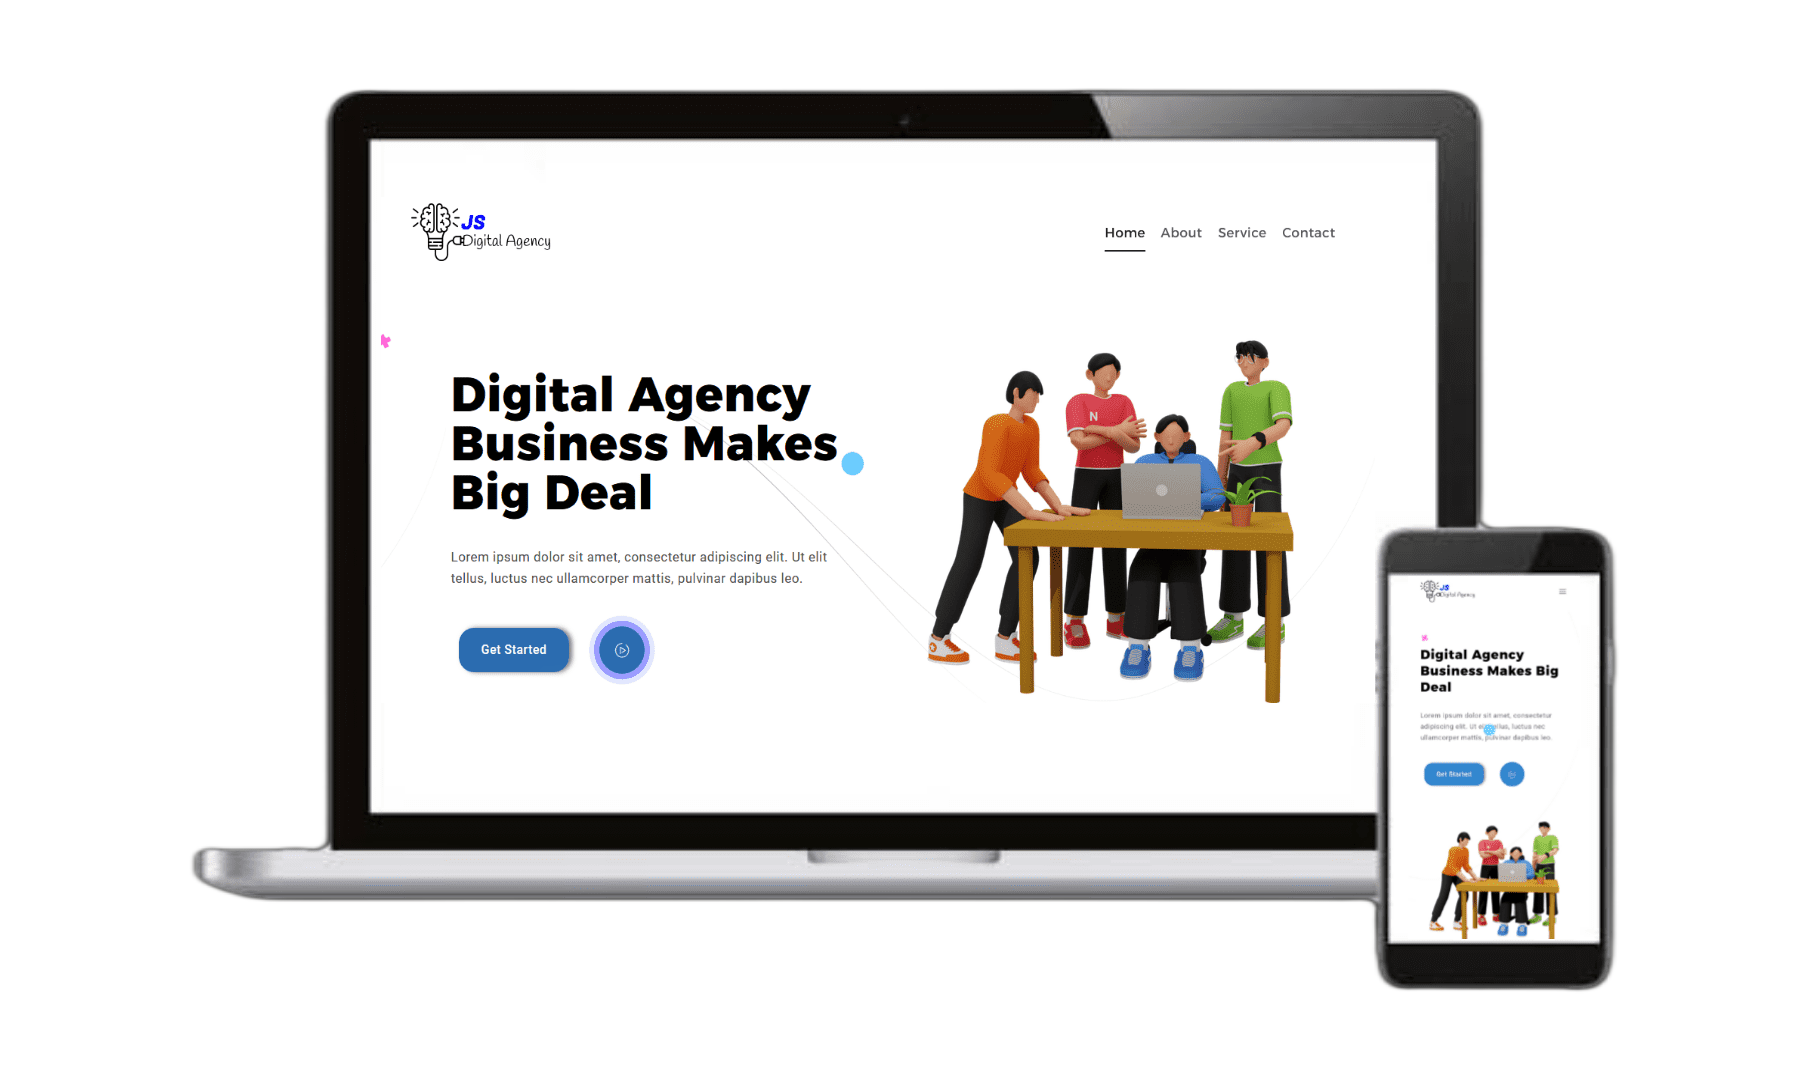 JS
Digital Agency
Home About Service Contact
Digital Agency
Business Makes
Big Deal
Lorem ipsum dolor sit amet, consectetur adipiscing elit. Ut elit
tellus, luctus nec ullamcorper mattis, pulvinar dapibus leo.
Get Started
N
JS
Digital Agency
Digital Agency
Business Makes Big
Deal
Lorem ipsum dolor sit amet, consectetur
adipiscing elit. Ut tellus, luctus nec
ullamcorper mattis, pulvinar dapibus leo.
Get Started